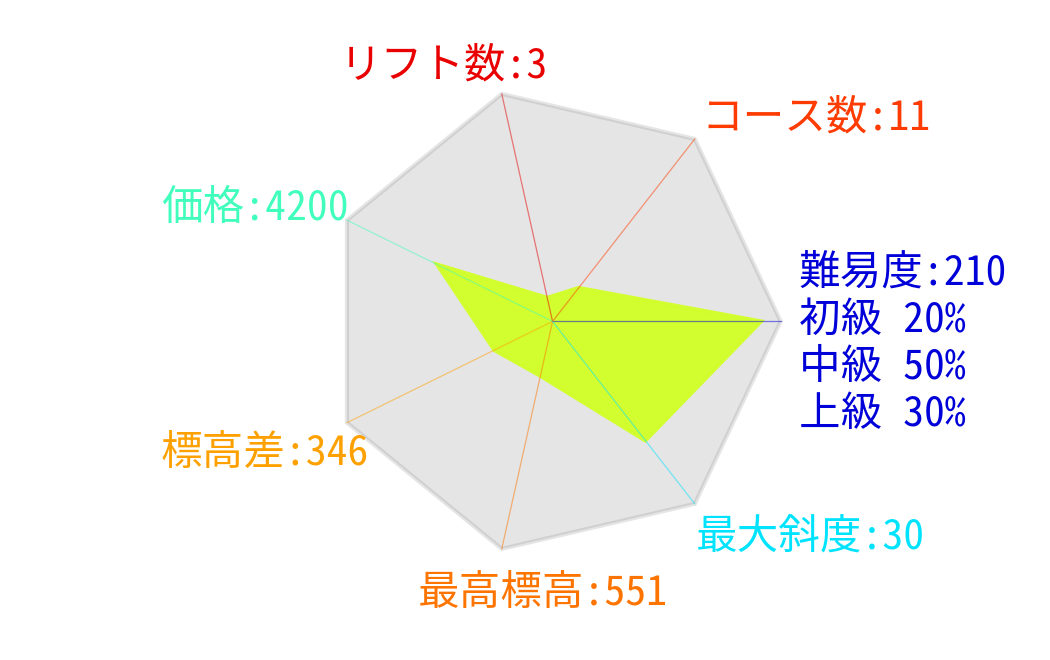 リフト数:3
コース数:11
価格:4200
難易度:210
初級 20%
中級 50%
上級 30%
標高差:346
最大斜度:30
最高標高:551